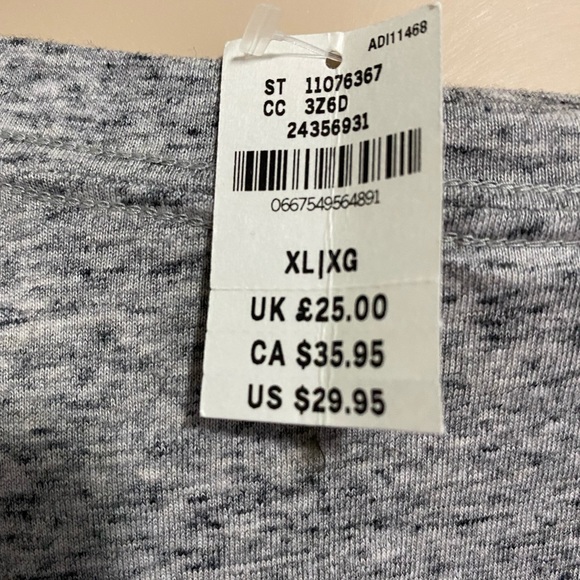 ADI11468
ST 11076367
CC 3Z6D
24356931
0667549564891
XL|XG
UK £25.00
CA $35.95
US $29.95